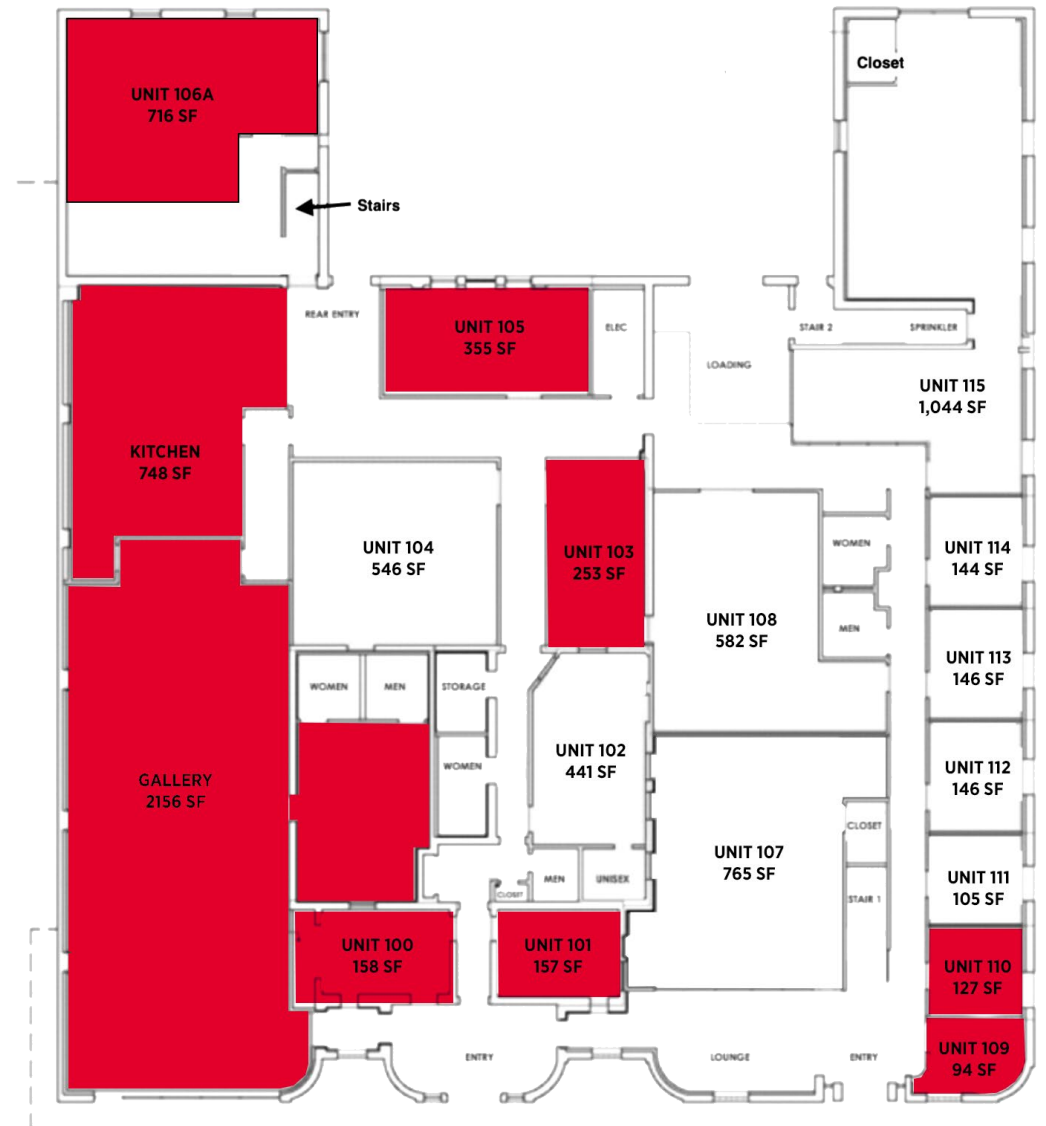 Closet
UNIT 106A
716 SF
Stairs
REAR ENTRY
UNIT 105
355 SF
ELEC
STAIR 2
SPRINKLER
LOADING
UNIT 115
1,044 SF
KITCHEN
748 SF
UNIT 104
546 SF
UNIT 103
253 SF
WOMEN
UNIT 114
144 SF
MEN
UNIT 108
582 SF
UNIT 113
146 SF
WOMEN
MEN
STORAGE
UNIT 102
441 SF
WOMEN
UNIT 112
146 SF
GALLERY
2156 SF
CLOSET
UNIT 107
765 SF
MEN
UNISEX
CLOSET
UNIT 111
105 SF
STAIR 1
UNIT 100
158 SF
UNIT 101
157 SF
UNIT 110
127 SF
ENTRY
LOUNGE
ENTRY
UNIT 109
94 SF